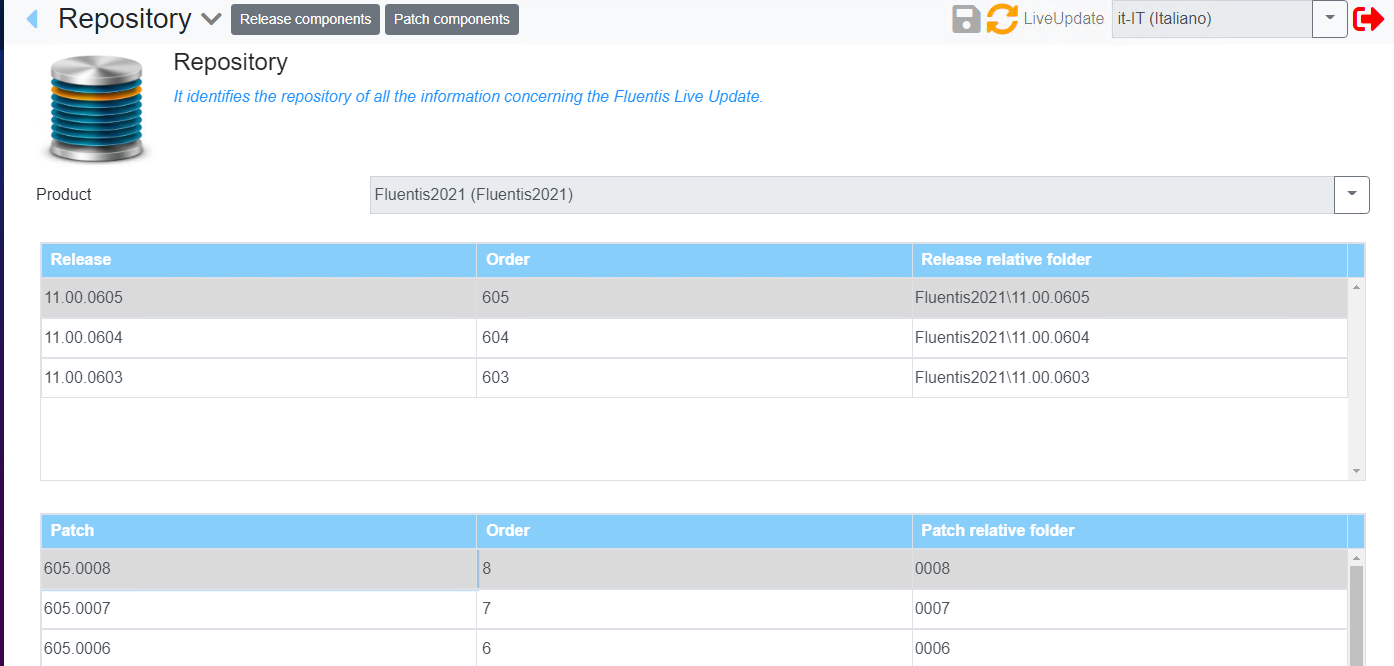 Repository Release components Patch components LiveUpdate it-IT (Italiano)
Repository
It identifies the repository of all the information concerning the Fluentis Live Update.
Product Fluentis2021 (Fluentis2021)
Release Order Release relative folder
11.00.0605 605 Fluentis2021\11.00.0605
11.00.0604 604 Fluentis2021\11.00.0604
11.00.0603 603 Fluentis2021\11.00.0603
Patch Order Patch relative folder
605.0008 8 0008
605.0007 7 0007
605.0006 6 0006